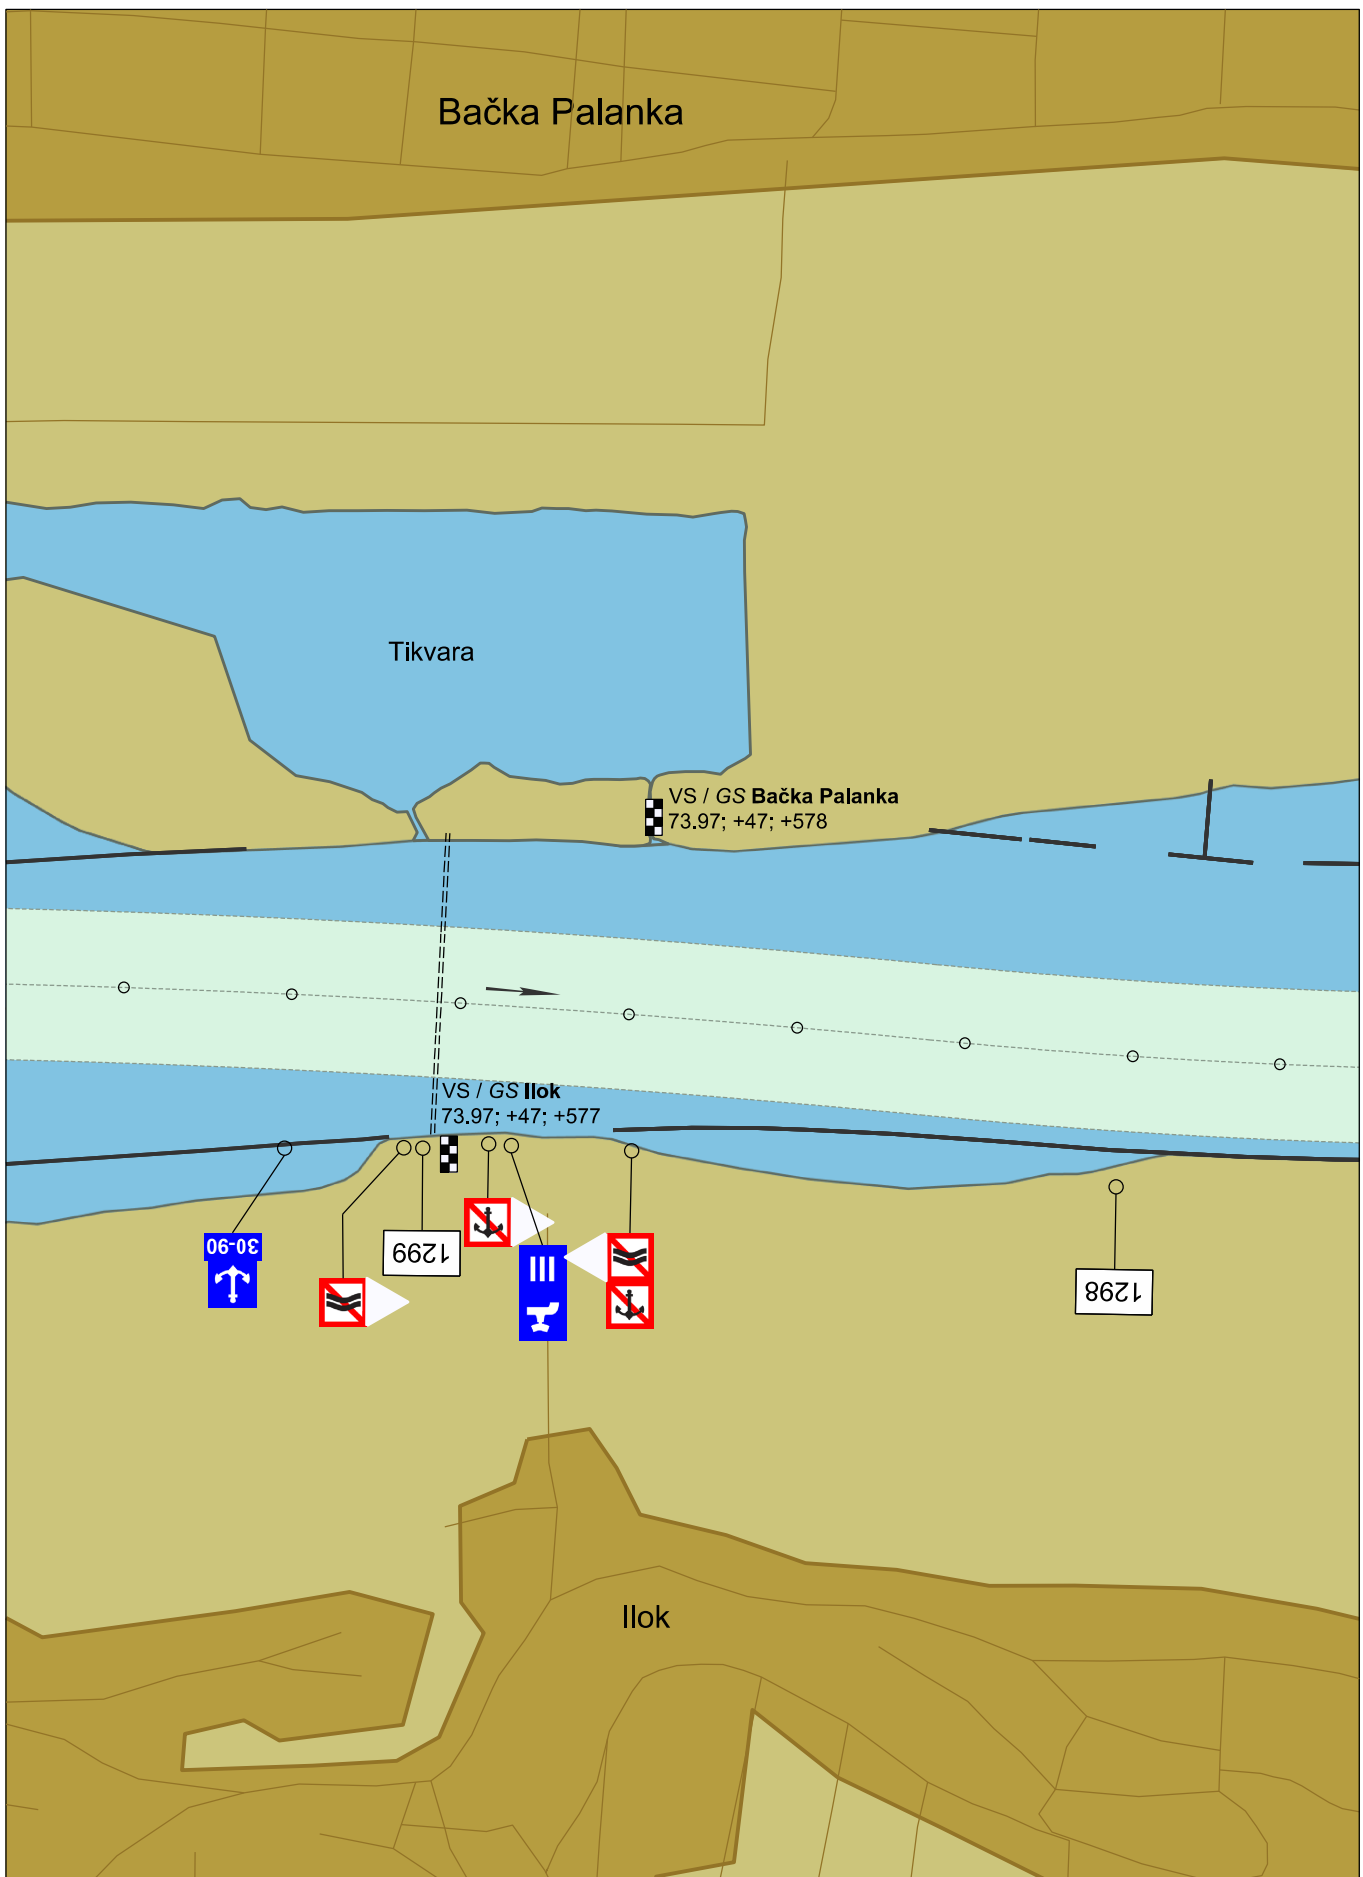 Bačka Palanka
Tikvara
VS / GS Bačka Palanka
73.97; +47; +578
VS / GS Ilok
73.97; +47; +577
30-90
1299
1298
Ilok